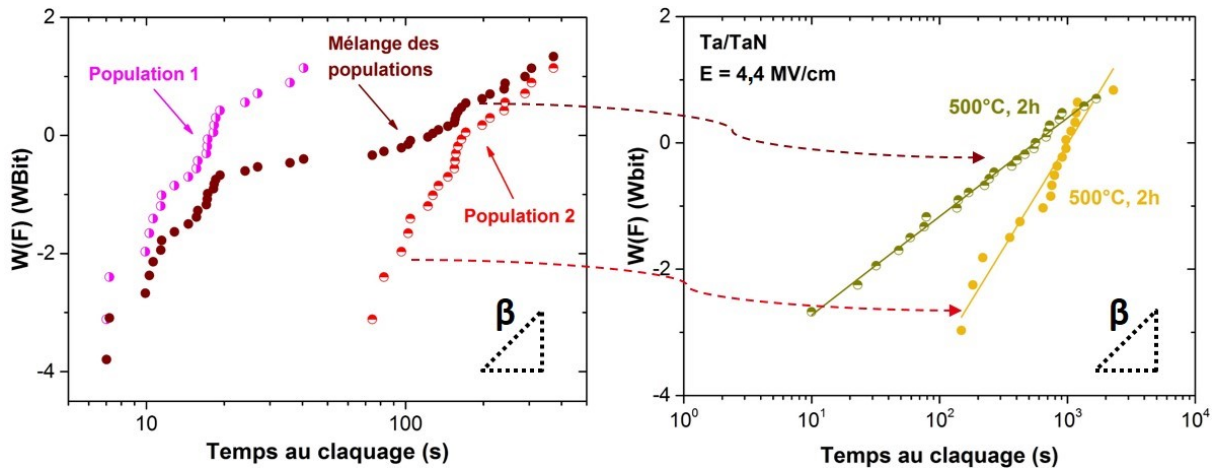 Population 1
Mélange des
populations
Population 2
β
W(F) (WBit)
2
0
-2
-4
10
100
Temps au claquage (s)
Ta/TaN
E = 4,4 MV/cm
500°C, 2h
500°C, 2h
β
W(F) (Wbit)
2
0
-2
-4
10⁰
10¹
10²
10³
10⁴
Temps au claquage (s)